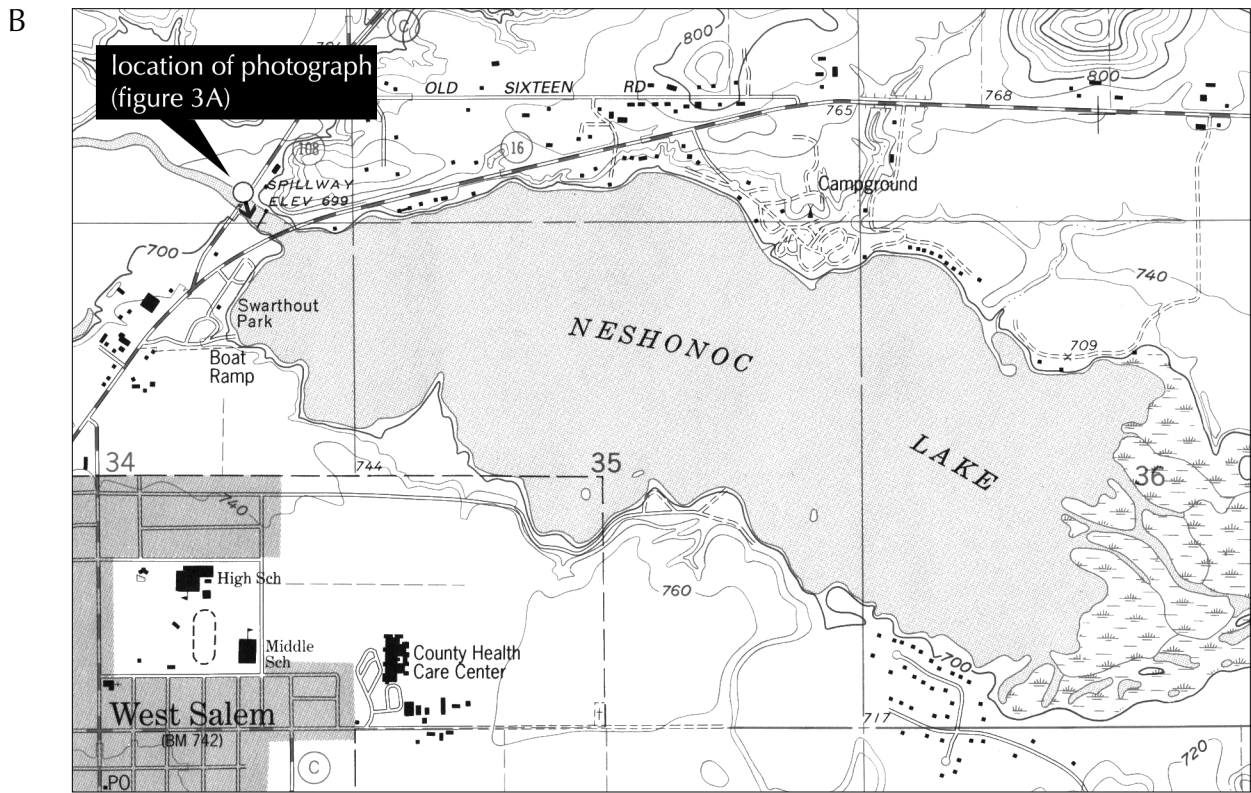 B
C
800
location of photograph
(figure 3A)
OLD SIXTEEN RD
800
768
765
108
16
SPILLWAY
ELEV 699
Campground
700
740
Swarthout
Park
NESHONOC
709
Boat
Ramp
LAKE
34
744
35
36
740
High Sch
760
Middle
Sch
County Health
Care Center
700
West Salem
(BM 742)
717
C
720
PO